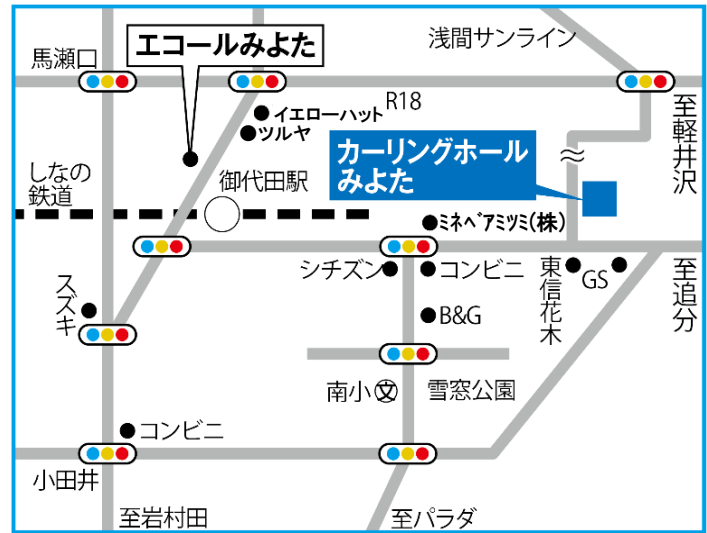 浅間サンライン
エコールみよた
馬瀬口
R18
イエローハット
ツルヤ
至軽井沢
カーリングホール
みよた
しなの
鉄道
御代田駅
ミネベアミツミ(株)
シチズン
コンビニ
東信花木
GS
至追分
スズキ
B&G
南小
文
雪窓公園
コンビニ
小田井
至岩村田
至パラダ